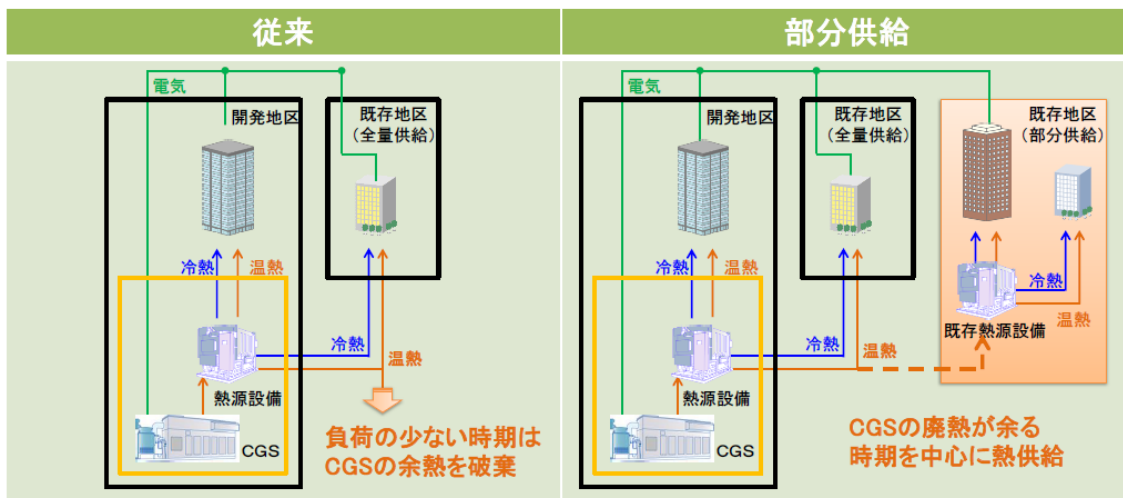 従来
部分供給
電気
開発地区
既存地区
（全量供給）
冷熱
温熱
冷熱
温熱
熱源設備
CGS
負荷の少ない時期は
CGSの余熱を破棄
電気
開発地区
既存地区
（全量供給）
既存地区
（部分供給）
冷熱
温熱
冷熱
温熱
冷熱
温熱
既存熱源設備
熱源設備
CGS
CGSの廃熱が余る
時期を中心に熱供給